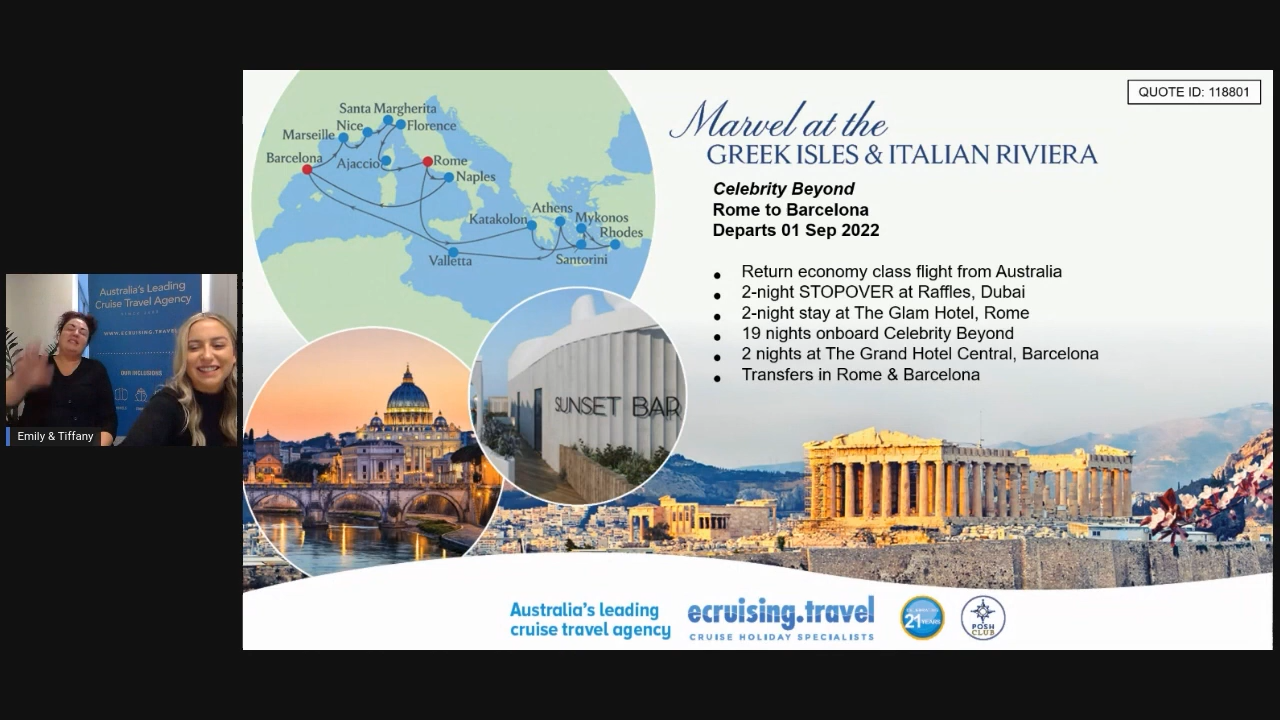 QUOTE ID: 118801
Marvel at the
GREEK ISLES & ITALIAN RIVIERA
Celebrity Beyond
Rome to Barcelona
Departs 01 Sep 2022
• Return economy class flight from Australia
• 2-night STOPOVER at Raffles, Dubai
• 2-night stay at The Glam Hotel, Rome
• 19 nights onboard Celebrity Beyond
• 2 nights at The Grand Hotel Central, Barcelona
• Transfers in Rome & Barcelona
Santa Margherita
Nice
Florence
Marseille
Barcelona
Ajaccio
Rome
Naples
Athens
Katakolon
Mykonos
Rhodes
Valletta
Santorini
SUNSET BAR
Australia's Leading
Cruise Travel Agency
WWW.ECRUISING.TRAVEL
OUR INCLUSIONS
Emily & Tiffany
Australia's leading
cruise travel agency
ecruising.travel
CRUISE HOLIDAY SPECIALISTS
21 YEARS
POSH
CLUB